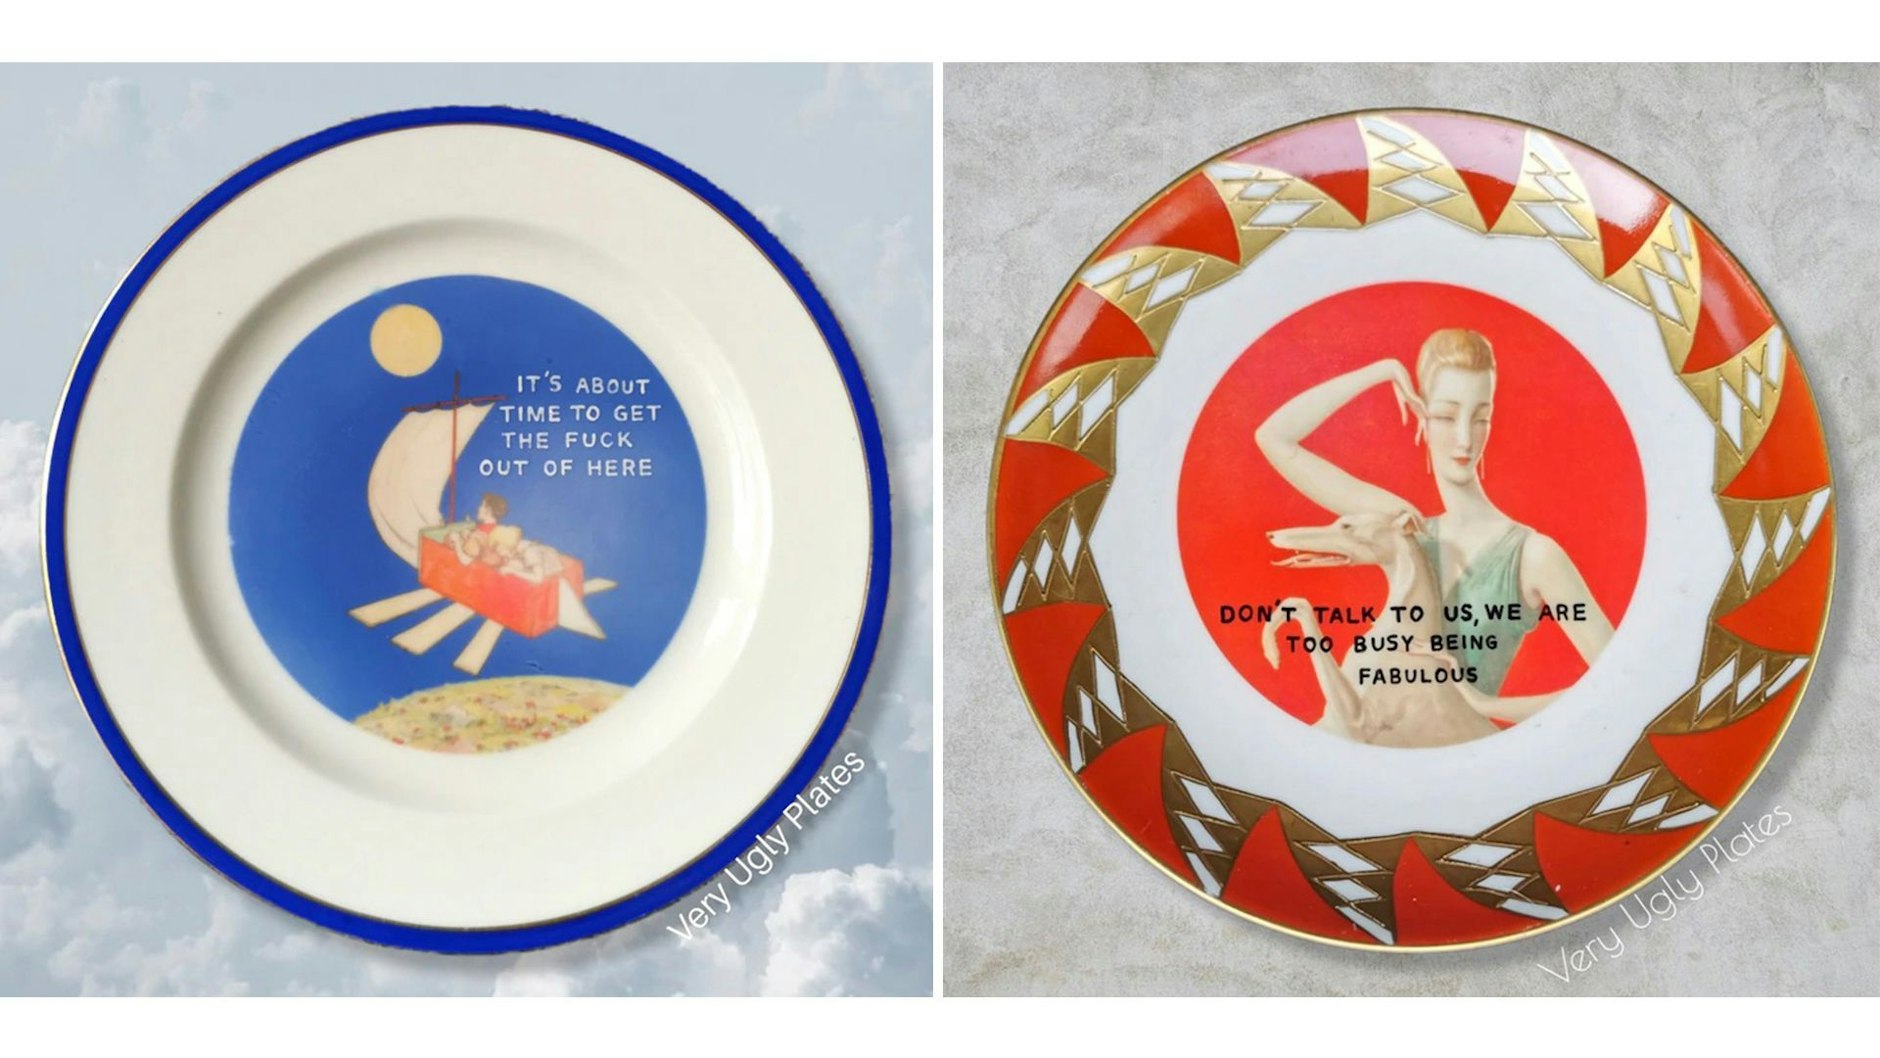 IT'S ABOUT
TIME TO GET
THE FUCK
OUT OF HERE
Very Ugly Plates
DON'T TALK TO US, WE ARE
TOO BUSY BEING
FABULOUS
Very Ugly Plates